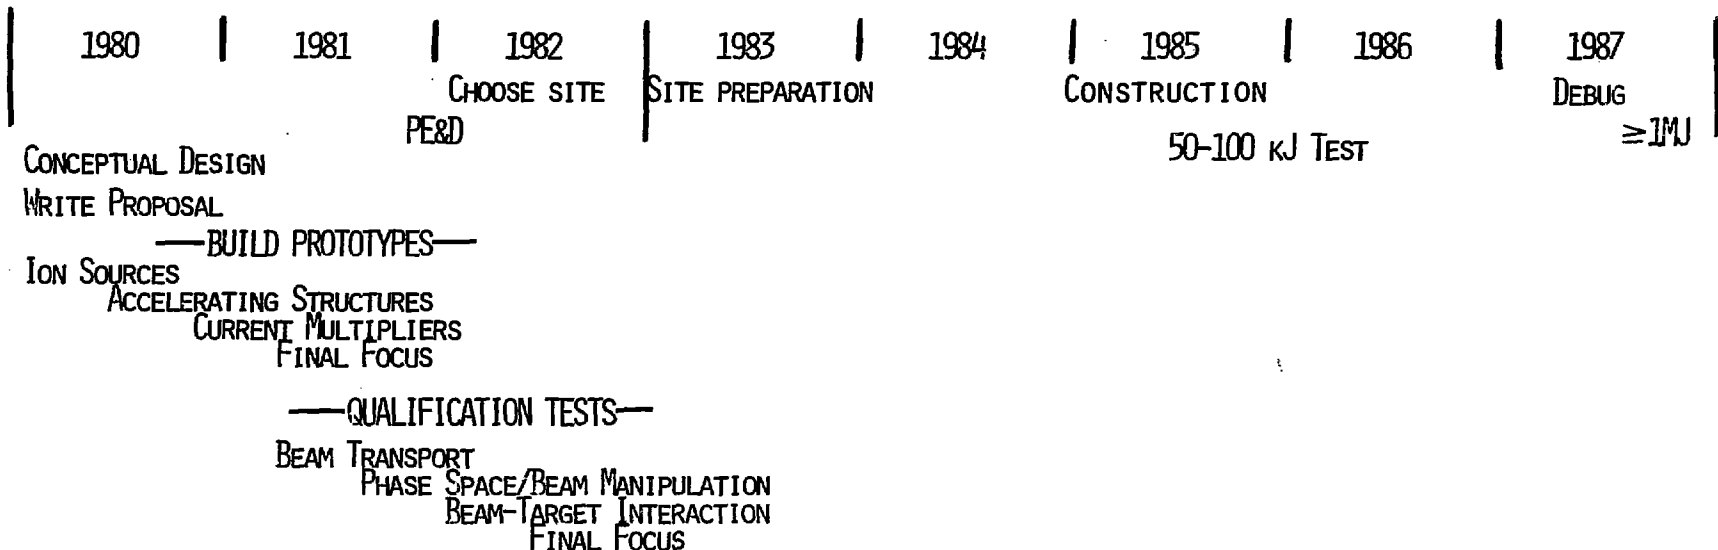 1980 | 1981 | 1982 | 1983 | 1984 | 1985 | 1986 | 1987
CHOOSE SITE SITE PREPARATION CONSTRUCTION DEBUG
PE&D 50-100 KJ TEST ≥1MJ
CONCEPTUAL DESIGN
WRITE PROPOSAL
—BUILD PROTOTYPES—
ION SOURCES
ACCELERATING STRUCTURES
CURRENT MULTIPLIERS
FINAL FOCUS
—QUALIFICATION TESTS—
BEAM TRANSPORT
PHASE SPACE/BEAM MANIPULATION
BEAM-TARGET INTERACTION
FINAL FOCUS